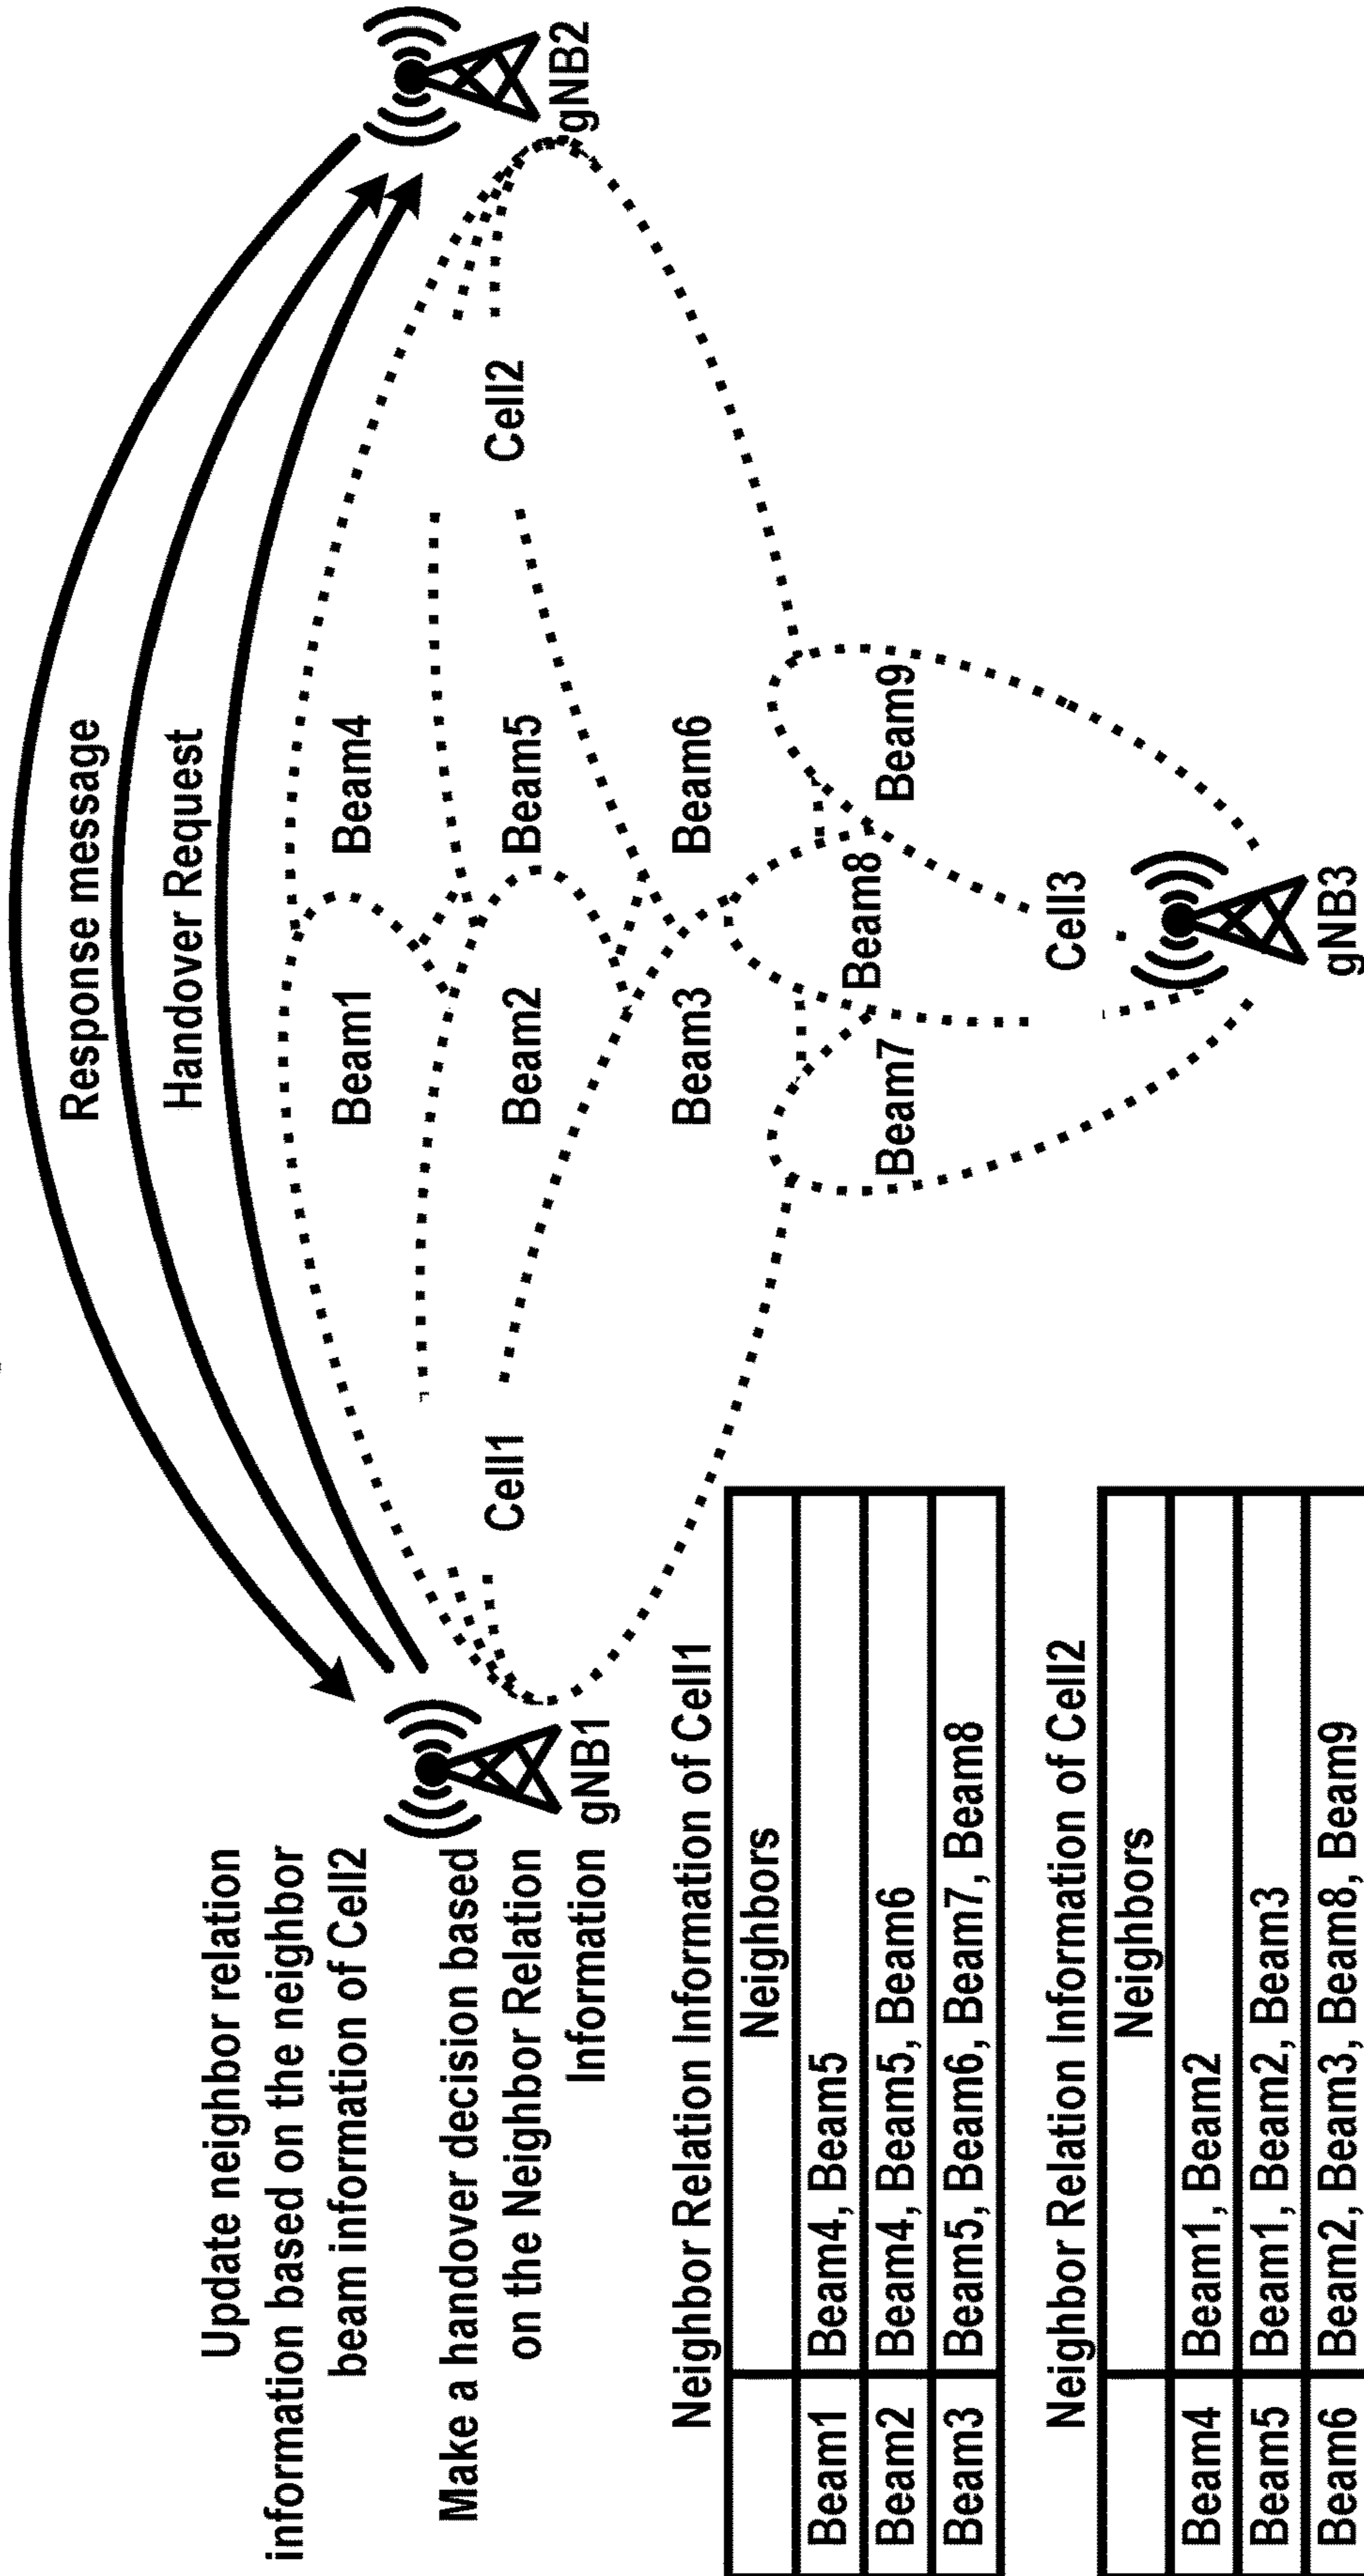 Response message
Handover Request
Update neighbor relation
information based on the neighbor
beam information of Cell2
Make a handover decision based
on the Neighbor Relation
Information
gNB1
gNB2
Cell1
Cell2
Beam1
Beam4
Beam2
Beam5
Beam3
Beam6
Beam7
Beam8
Beam9
Cell3
gNB3
Neighbor Relation Information of Cell1
Neighbors
Beam1 Beam4, Beam5
Beam2 Beam4, Beam5, Beam6
Beam3 Beam5, Beam6, Beam7, Beam8
Neighbor Relation Information of Cell2
Neighbors
Beam4 Beam1, Beam2
Beam5 Beam1, Beam2, Beam3
Beam6 Beam2, Beam3, Beam8, Beam9